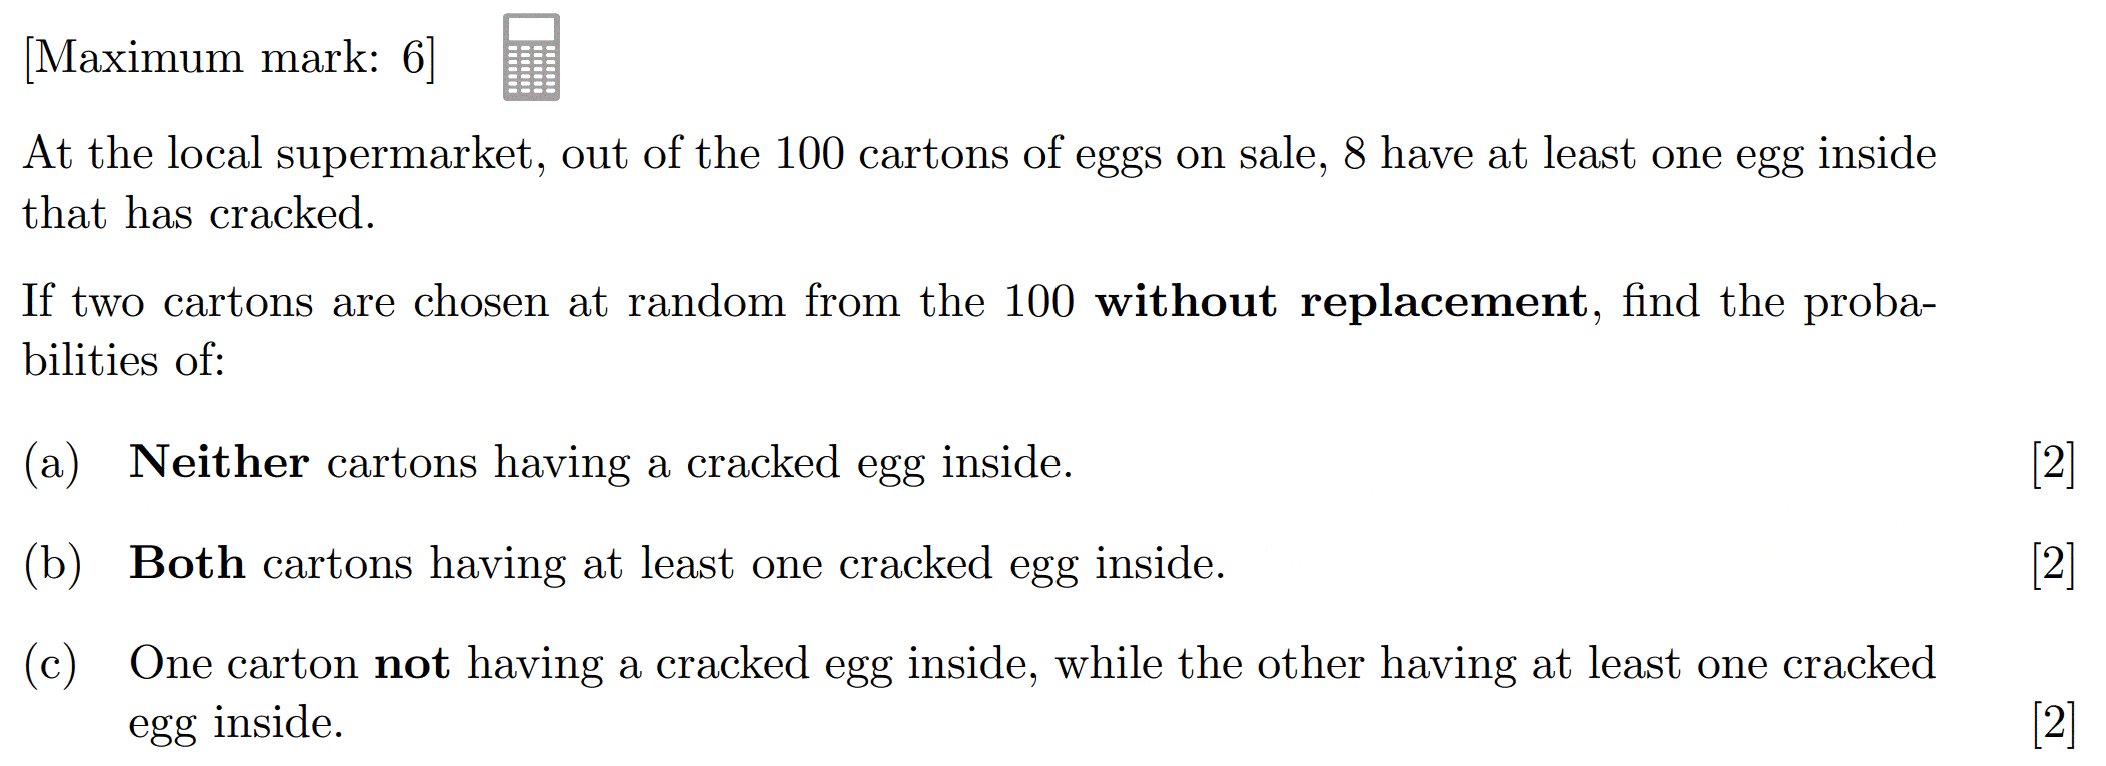 [Maximum mark: 6]
At the local supermarket, out of the 100 cartons of eggs on sale, 8 have at least one egg inside
that has cracked.
If two cartons are chosen at random from the 100 without replacement, find the proba-
bilities of:
(a) Neither cartons having a cracked egg inside. [2]
(b) Both cartons having at least one cracked egg inside. [2]
(c) One carton not having a cracked egg inside, while the other having at least one cracked
egg inside. [2]